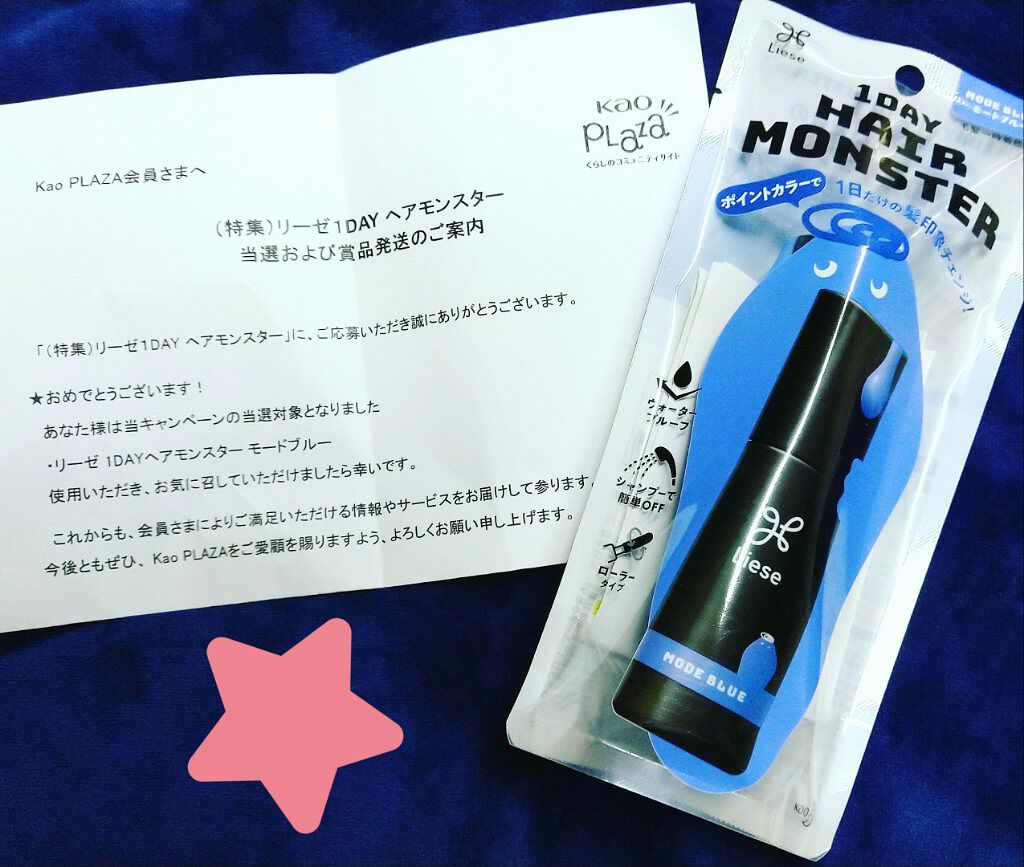 Kao
PLaza
くらしのコミュニティサイト
Kao PLAZA会員さまへ
(特集)リーゼ1DAY ヘアモンスター
当選および賞品発送のご案内
「(特集)リーゼ1DAY ヘアモンスター」に、ご応募いただき誠にありがとうございます。
★おめでとうございます！
あなた様は当キャンペーンの当選対象となりました
・リーゼ 1DAYヘアモンスター モードブルー
使用いただき、お気に召していただけましたら幸いです。
これからも、会員さまによりご満足いただける情報やサービスをお届けして参ります。
今後ともぜひ、Kao PLAZAをご愛顧を賜りますよう、よろしくお願い申し上げます。
Liese
1DAY
HAIR
MONSTER
MODE BLU
モードブルー
ポイントカラーで
1日だけの髪印象チェンジ!
ウォーター
プルーフ
シャンプーで
簡単OFF
ローラー
タイプ
Liese
MODE BLUE